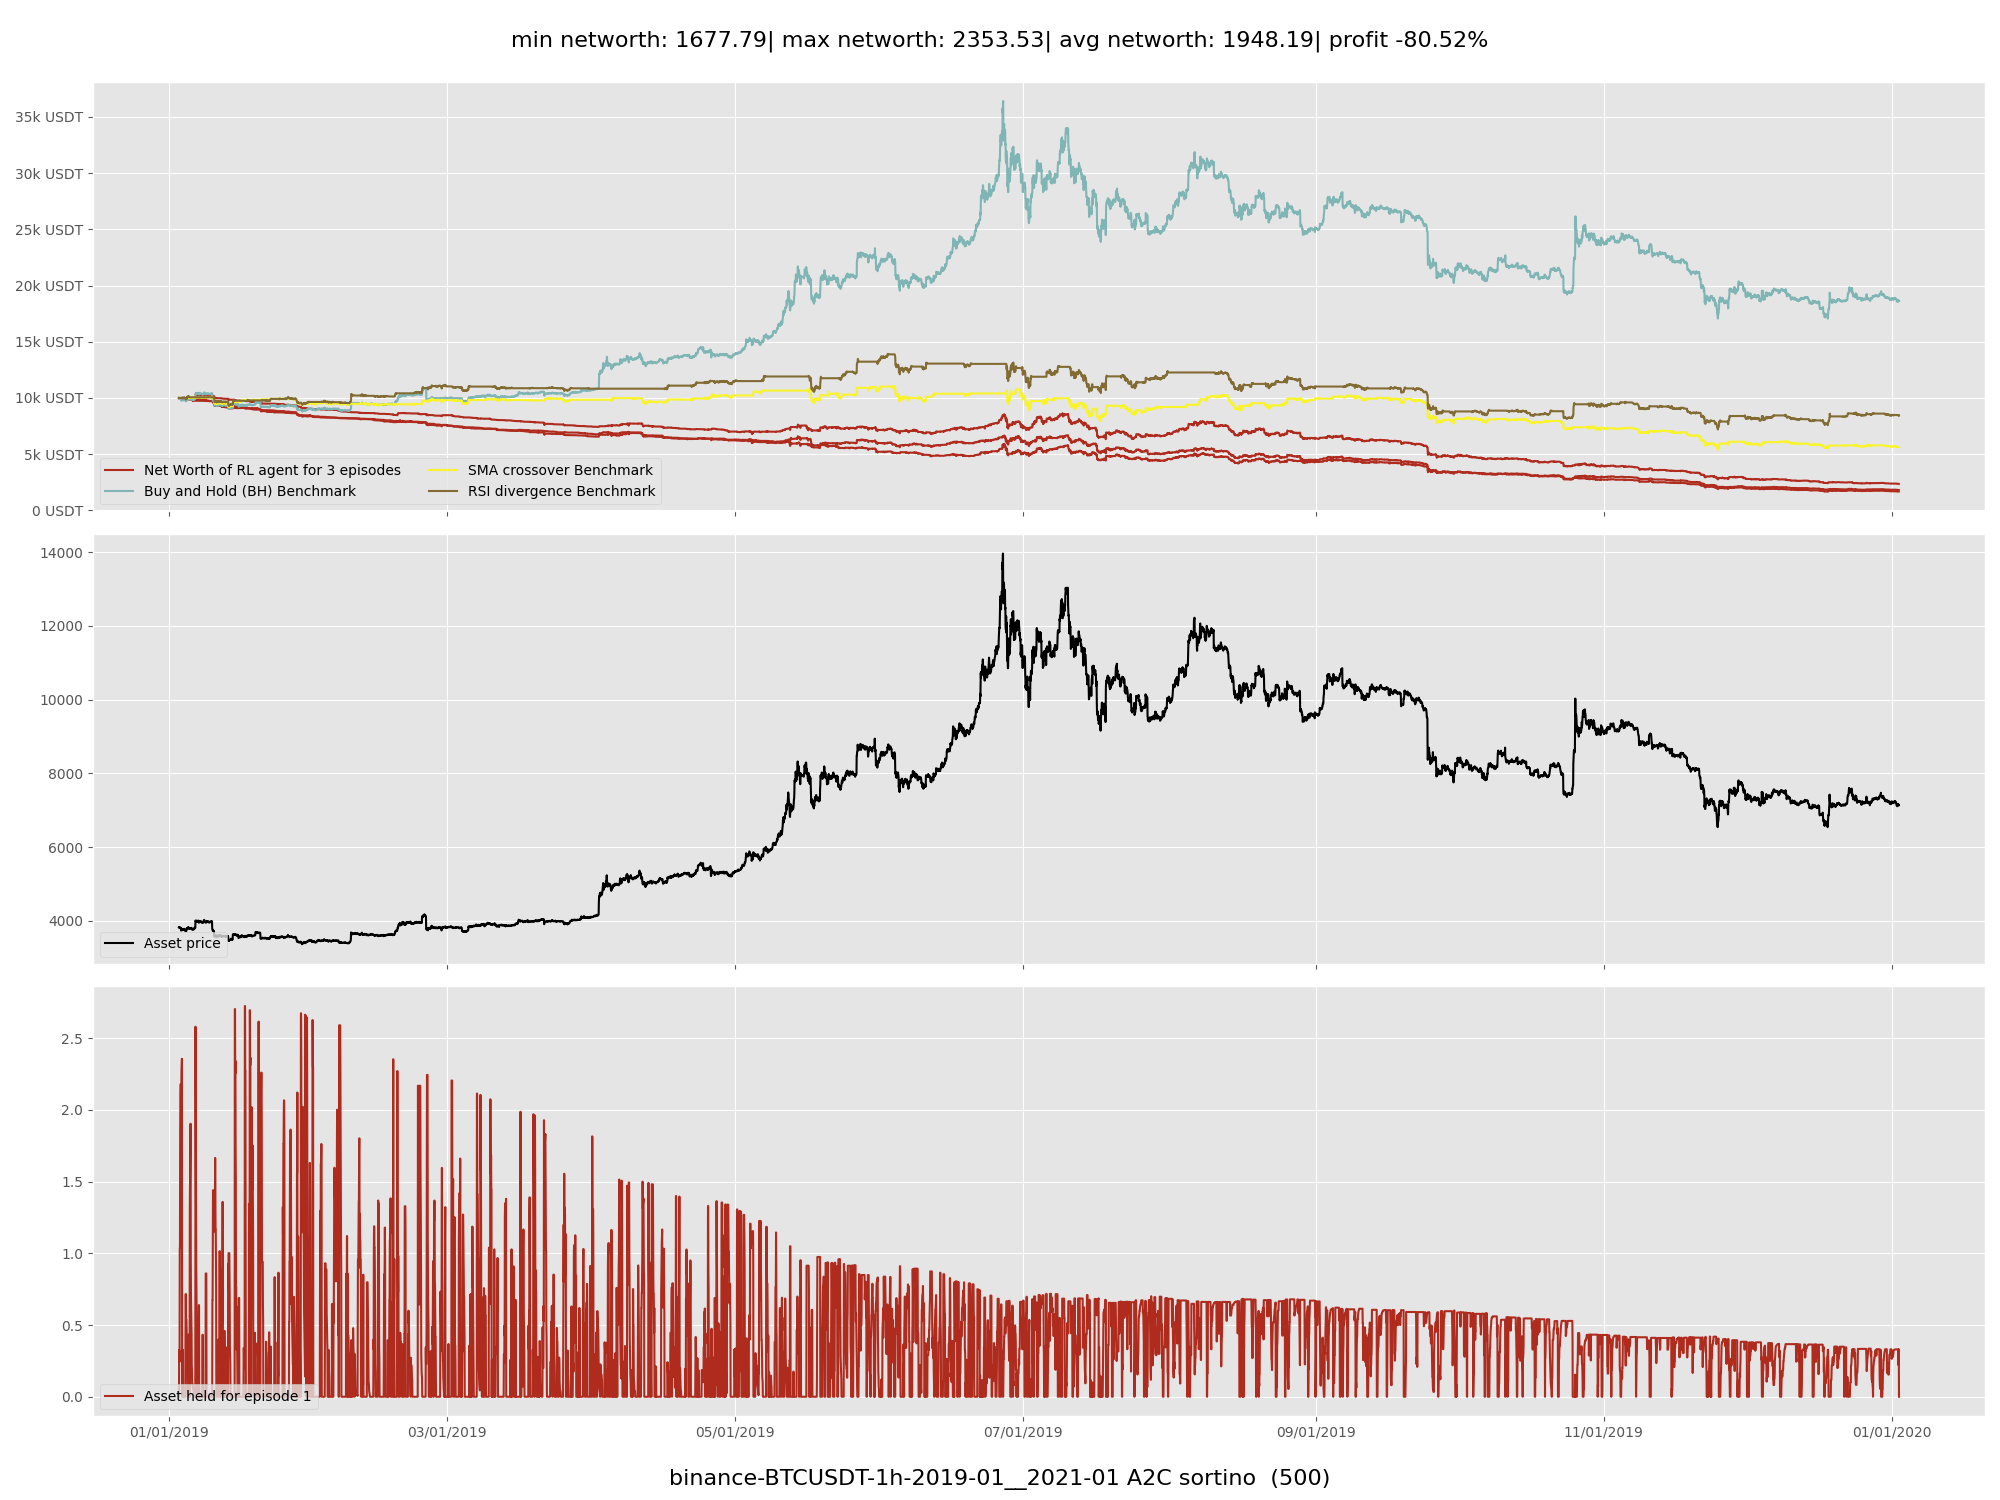 min networth: 1677.79| max networth: 2353.53| avg networth: 1948.19| profit -80.52%
35k USDT
30k USDT
25k USDT
20k USDT
15k USDT
10k USDT
5k USDT
0 USDT
Net Worth of RL agent for 3 episodes
Buy and Hold (BH) Benchmark
SMA crossover Benchmark
RSI divergence Benchmark
14000
12000
10000
8000
6000
4000
Asset price
2.5
2.0
1.5
1.0
0.5
0.0
Asset held for episode 1
01/01/2019 03/01/2019 05/01/2019 07/01/2019 09/01/2019 11/01/2019 01/01/2020
binance-BTCUSDT-1h-2019-01__2021-01 A2C sortino (500)